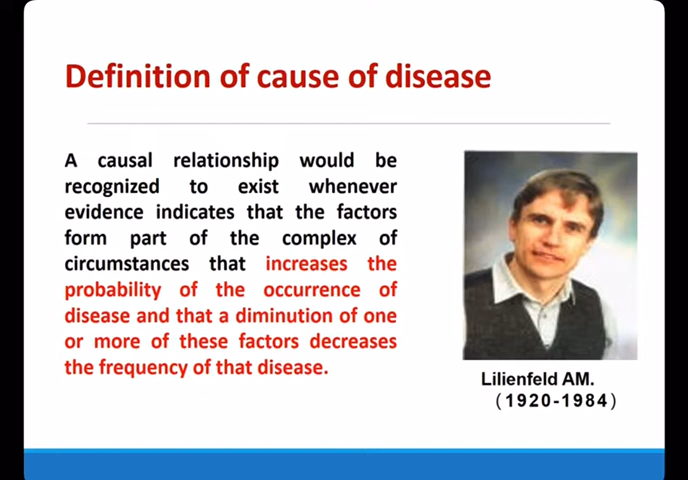 Definition of cause of disease
A causal relationship would be
recognized to exist whenever
evidence indicates that the factors
form part of the complex of
circumstances that increases the
probability of the occurrence of
disease and that a diminution of one
or more of these factors decreases
the frequency of that disease.
Lilienfeld AM.
(1920-1984)